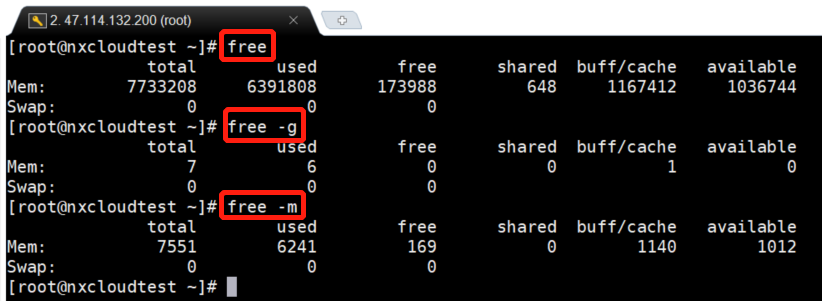 2. 47.114.132.200 (root)
[root@nxcloudtest ~]# free
total used free shared buff/cache available
Mem: 7733208 6391808 173988 648 1167412 1036744
Swap: 0 0 0
[root@nxcloudtest ~]# free -g
total used free shared buff/cache available
Mem: 7 6 0 0 1 0
Swap: 0 0 0
[root@nxcloudtest ~]# free -m
total used free shared buff/cache available
Mem: 7551 6241 169 0 1140 1012
Swap: 0 0 0
[root@nxcloudtest ~]#